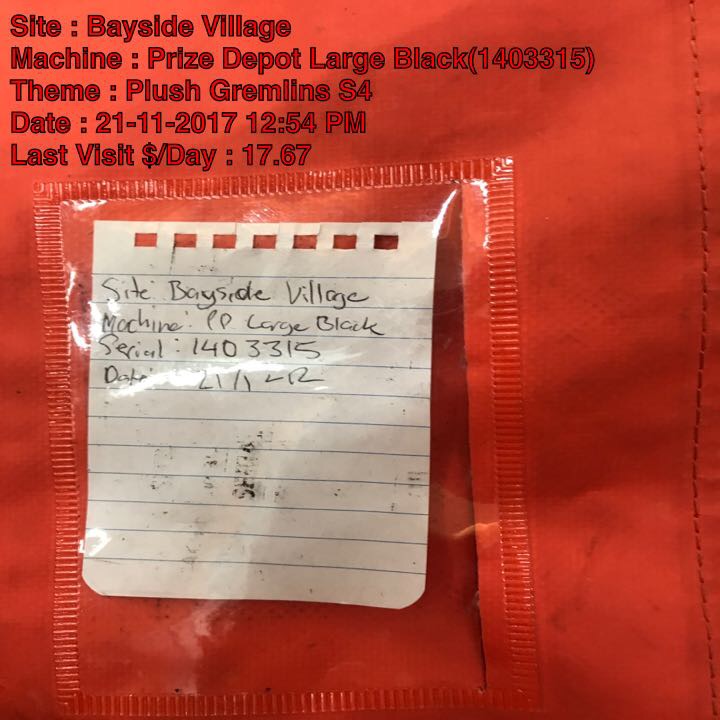 Site : Bayside Village
Machine : Prize Depot Large Black(1403315)
Theme : Plush Gremlins S4
Date : 21-11-2017 12:54 PM
Last Visit $/Day : 17.67
Site: Bayside Village
Machine: PP Large Black
Serial: 1403315
Date: